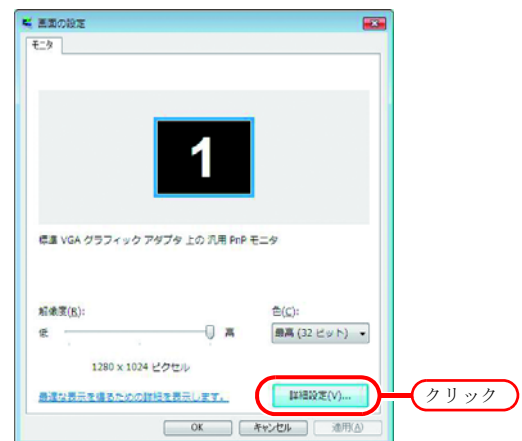 画面の設定
モニタ
1
標準 VGA グラフィック アダプタ 上の 汎用 PnP モニタ
解像度(R):
色(C):
低
高
最高 (32 ビット)
1280 x 1024 ピクセル
最適な表示を得るための詳細を表示します。
詳細設定(V)...
クリック
OK
キャンセル
適用(A)